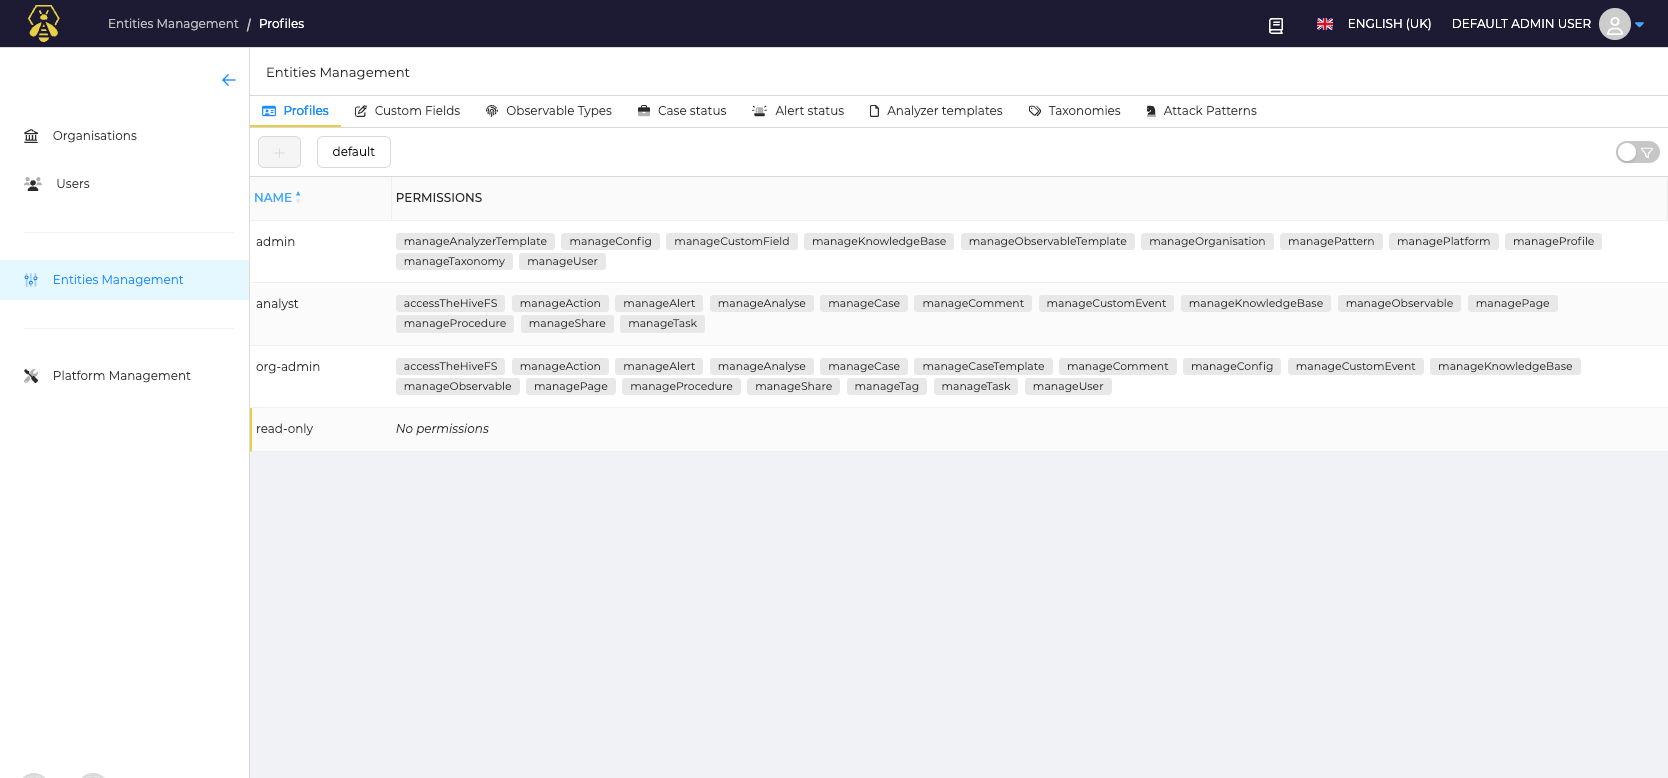 Entities Management / Profiles
ENGLISH (UK) DEFAULT ADMIN USER
Organisations
Users
Entities Management
Platform Management
Entities Management
Profiles Custom Fields Observable Types Case status Alert status Analyzer templates Taxonomies Attack Patterns
+ default
NAME PERMISSIONS
admin manageAnalyzerTemplate manageConfig manageCustomField manageKnowledgeBase manageObservableTemplate manageOrganisation managePattern managePlatform manageProfile
manageTaxonomy manageUser
analyst accessTheHiveFS manageAction manageAlert manageAnalyse manageCase manageComment manageCustomEvent manageKnowledgeBase manageObservable managePage
manageProcedure manageShare manageTask
org-admin accessTheHiveFS manageAction manageAlert manageAnalyse manageCase manageCaseTemplate manageComment manageConfig manageCustomEvent manageKnowledgeBase
manageObservable managePage manageProcedure manageShare manageTag manageTask manageUser
read-only No permissions